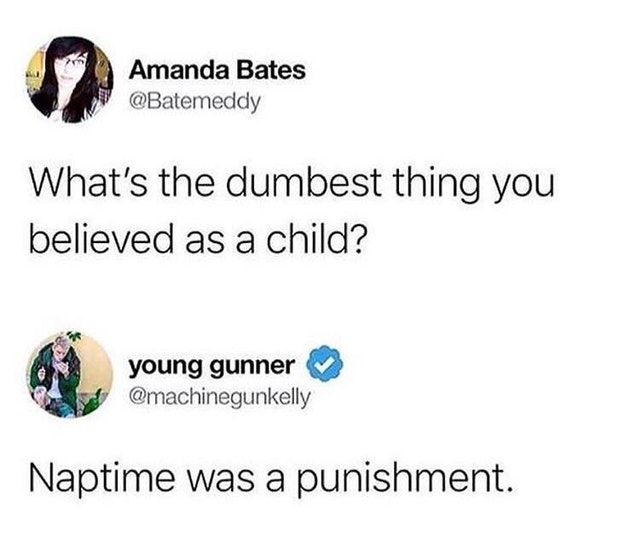 Amanda Bates
@Batemeddy
What's the dumbest thing you
believed as a child?
young gunner
@machinegunkelly
Naptime was a punishment.